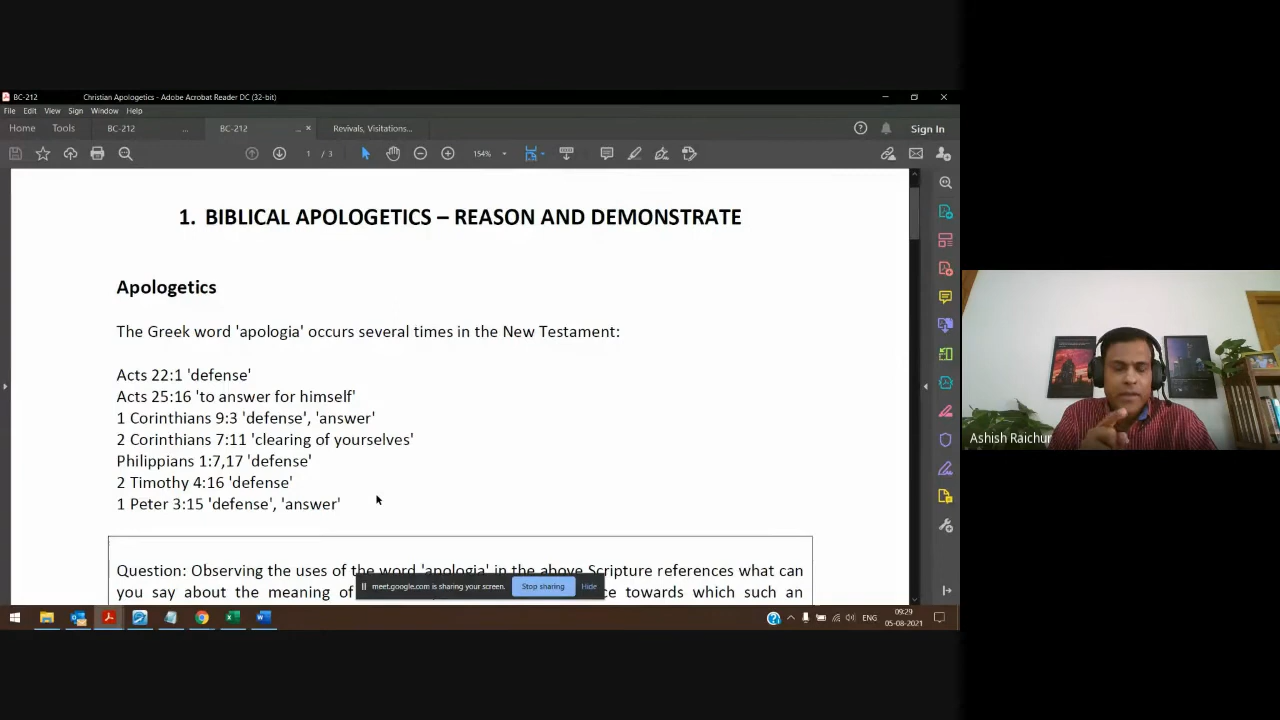 BC-212 Christian Apologetics - Adobe Acrobat Reader DC (32-bit)
File Edit View Sign Window Help
Home Tools BC-212 ... BC-212 ... × Revivals, Visitations... Sign In
1 / 3 154%
1. BIBLICAL APOLOGETICS – REASON AND DEMONSTRATE
Apologetics
The Greek word 'apologia' occurs several times in the New Testament:
Acts 22:1 'defense'
Acts 25:16 'to answer for himself'
1 Corinthians 9:3 'defense', 'answer'
2 Corinthians 7:11 'clearing of yourselves'
Philippians 1:7,17 'defense'
2 Timothy 4:16 'defense'
1 Peter 3:15 'defense', 'answer'
Question: Observing the uses of the word 'apologia' in the above Scripture references what can
you say about the meaning of ce towards which such an
meet.google.com is sharing your screen. Stop sharing Hide
ENG 09:29
05-08-2021
Ashish Raichur